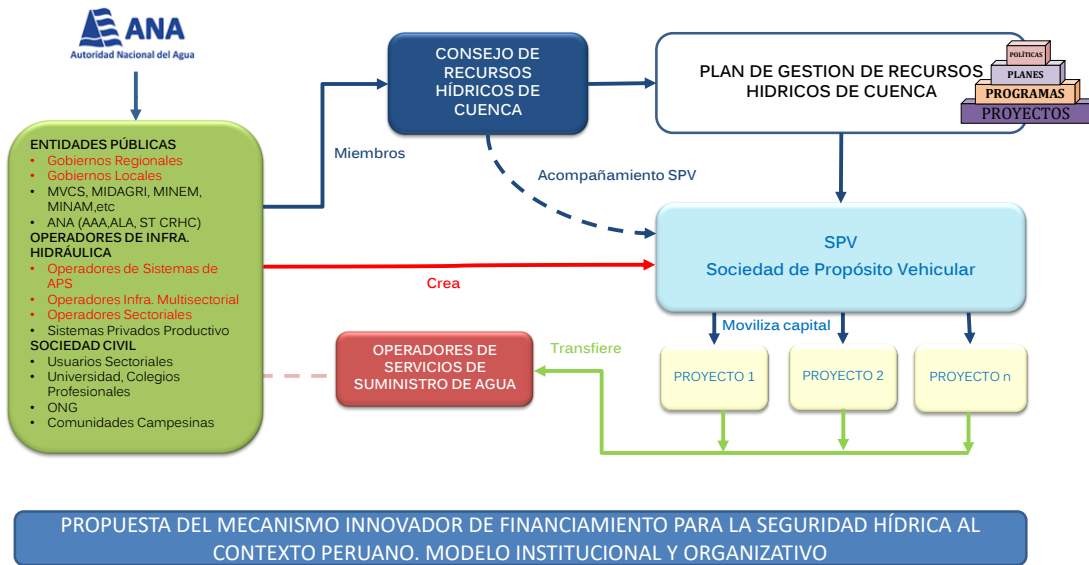 ANA
Autoridad Nacional del Agua
CONSEJO DE
RECURSOS
HÍDRICOS DE
CUENCA
PLAN DE GESTION DE RECURSOS
HIDRICOS DE CUENCA
POLÍTICAS
PLANES
PROGRAMAS
PROYECTOS
ENTIDADES PÚBLICAS
• Gobiernos Regionales
• Gobiernos Locales
• MVCS, MIDAGRI, MINEM,
MINAM,etc
• ANA (AAA,ALA, ST CRHC)
OPERADORES DE INFRA.
HIDRÁULICA
• Operadores de Sistemas de
APS
• Operadores Infra. Multisectorial
• Operadores Sectoriales
• Sistemas Privados Productivo
SOCIEDAD CIVIL
• Usuarios Sectoriales
• Universidad, Colegios
Profesionales
• ONG
• Comunidades Campesinas
Miembros
Acompañamiento SPV
SPV
Sociedad de Propósito Vehicular
Crea
Moviliza capital
Transfiere
OPERADORES DE
SERVICIOS DE
SUMINISTRO DE AGUA
PROYECTO 1
PROYECTO 2
PROYECTO n
PROPUESTA DEL MECANISMO INNOVADOR DE FINANCIAMIENTO PARA LA SEGURIDAD HÍDRICA AL
CONTEXTO PERUANO. MODELO INSTITUCIONAL Y ORGANIZATIVO